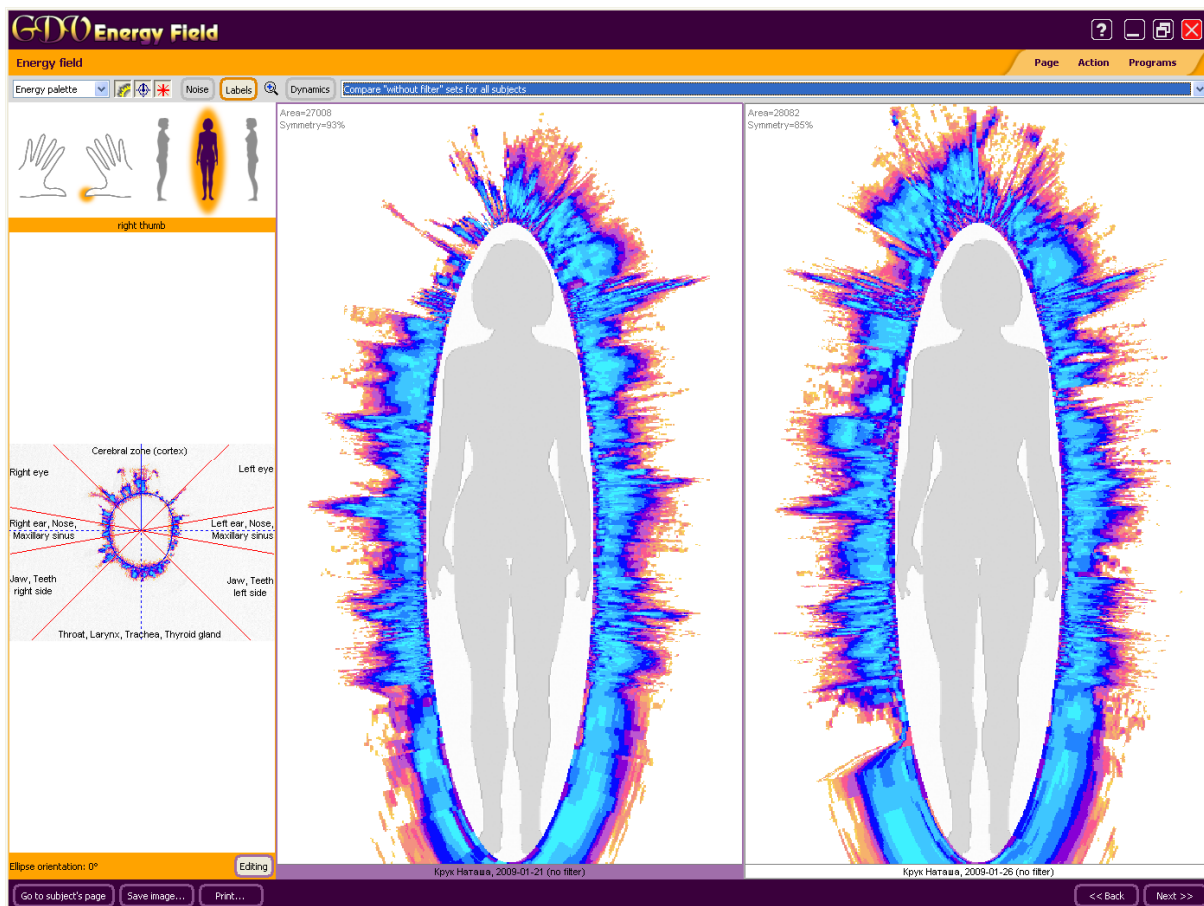 GDV Energy Field
?
Energy field
Page Action Programs
Energy palette
Noise
Labels
Dynamics
Compare "without filter" sets for all subjects
right thumb
Cerebral zone (cortex)
Right eye
Left eye
Right ear, Nose,
Maxillary sinus
Left ear, Nose,
Maxillary sinus
Jaw, Teeth
right side
Jaw, Teeth
left side
Throat, Larynx, Trachea, Thyroid gland
Ellipse orientation: 0°
Editing
Area=27008
Symmetry=93%
Крук Наташа, 2009-01-21 (no filter)
Area=28082
Symmetry=85%
Крук Наташа, 2009-01-26 (no filter)
Go to subject's page
Save image...
Print...
<< Back
Next >>